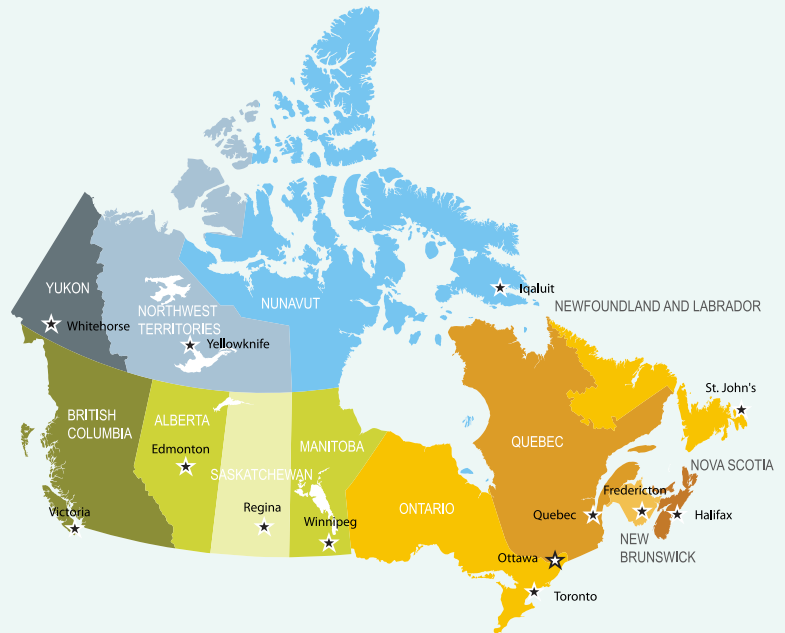 YUKON
Whitehorse
NORTHWEST
TERRITORIES
Yellowknife
NUNAVUT
Iqaluit
NEWFOUNDLAND AND LABRADOR
BRITISH
COLUMBIA
Victoria
ALBERTA
Edmonton
SASKATCHEWAN
Regina
MANITOBA
Winnipeg
ONTARIO
Ottawa
Toronto
QUEBEC
Quebec
St. John's
NOVA SCOTIA
Fredericton
Halifax
NEW
BRUNSWICK